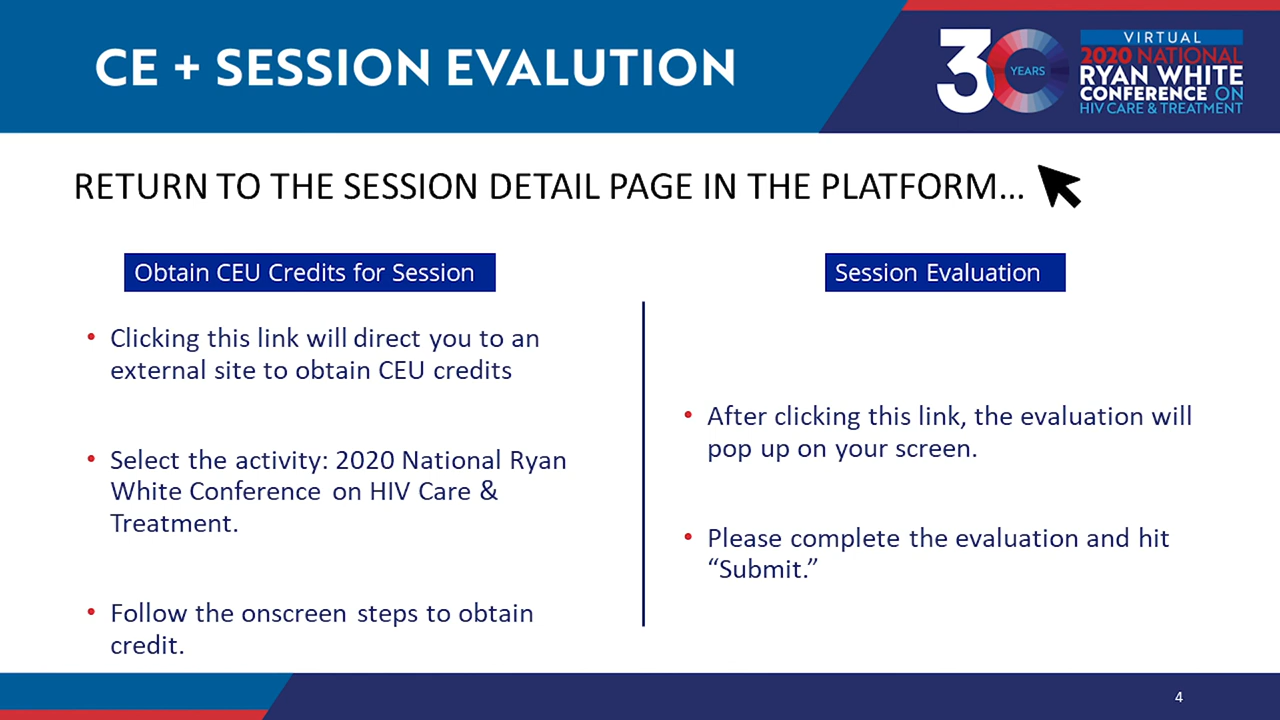 CE + SESSION EVALUTION
30
YEARS
VIRTUAL
2020 NATIONAL
RYAN WHITE
CONFERENCE ON
HIV CARE & TREATMENT
RETURN TO THE SESSION DETAIL PAGE IN THE PLATFORM...
Obtain CEU Credits for Session
• Clicking this link will direct you to an
external site to obtain CEU credits
• Select the activity: 2020 National Ryan
White Conference on HIV Care &
Treatment.
• Follow the onscreen steps to obtain
credit.
Session Evaluation
• After clicking this link, the evaluation will
pop up on your screen.
• Please complete the evaluation and hit
“Submit.”
4